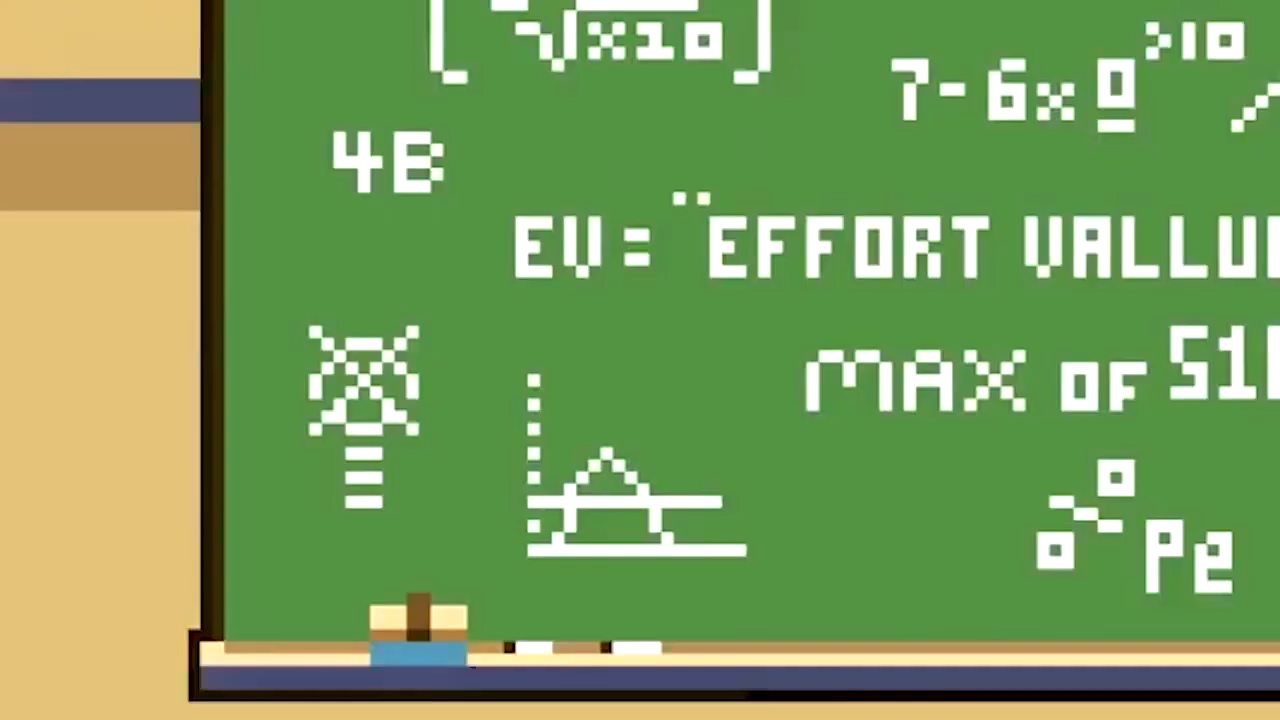 √x10
>10
7-6x0
4B
EV= ¨EFFORT VALLU
MAX OF 51
Pe